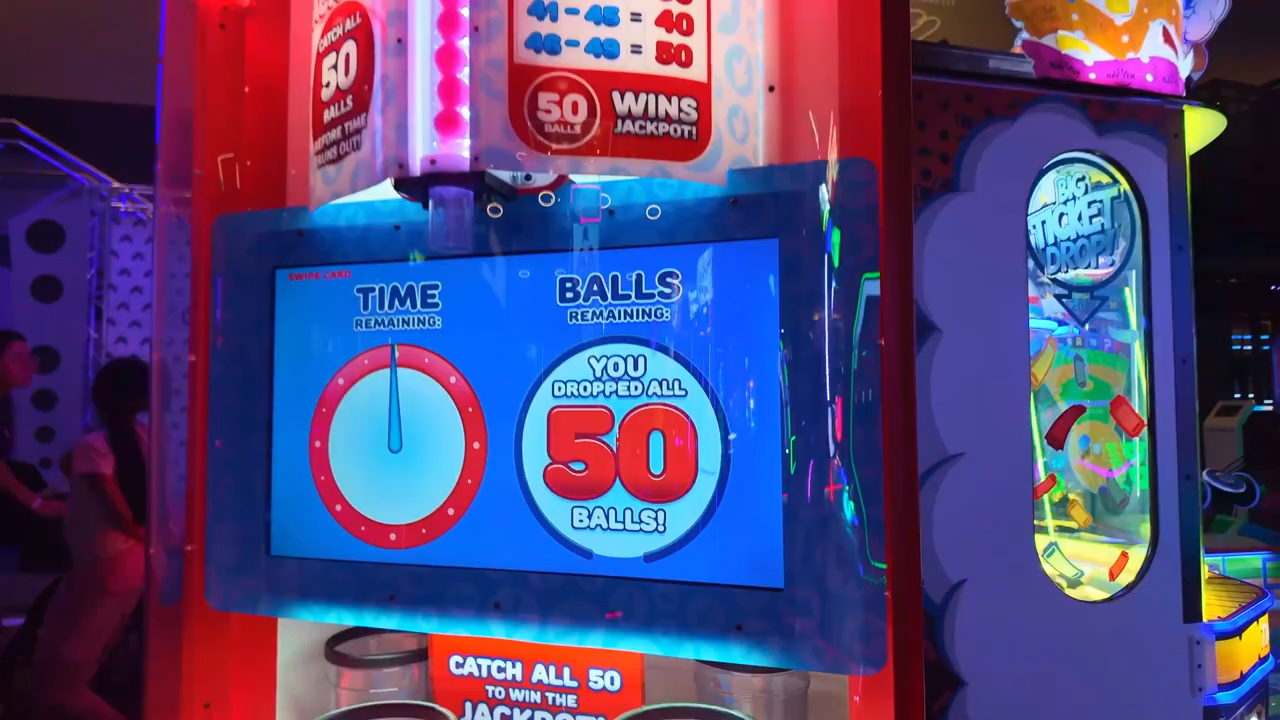 CATCH ALL
50
BALLS
BEFORE TIME
RUNS OUT!
41-45 = 40
46-49 = 50
50 BALLS WINS JACKPOT!
SWIPE CARD
TIME
REMAINING:
BALLS
REMAINING:
YOU
DROPPED ALL
50
BALLS!
CATCH ALL 50
TO WIN THE
JACKPOT!
BIG
TICKET
DROP!